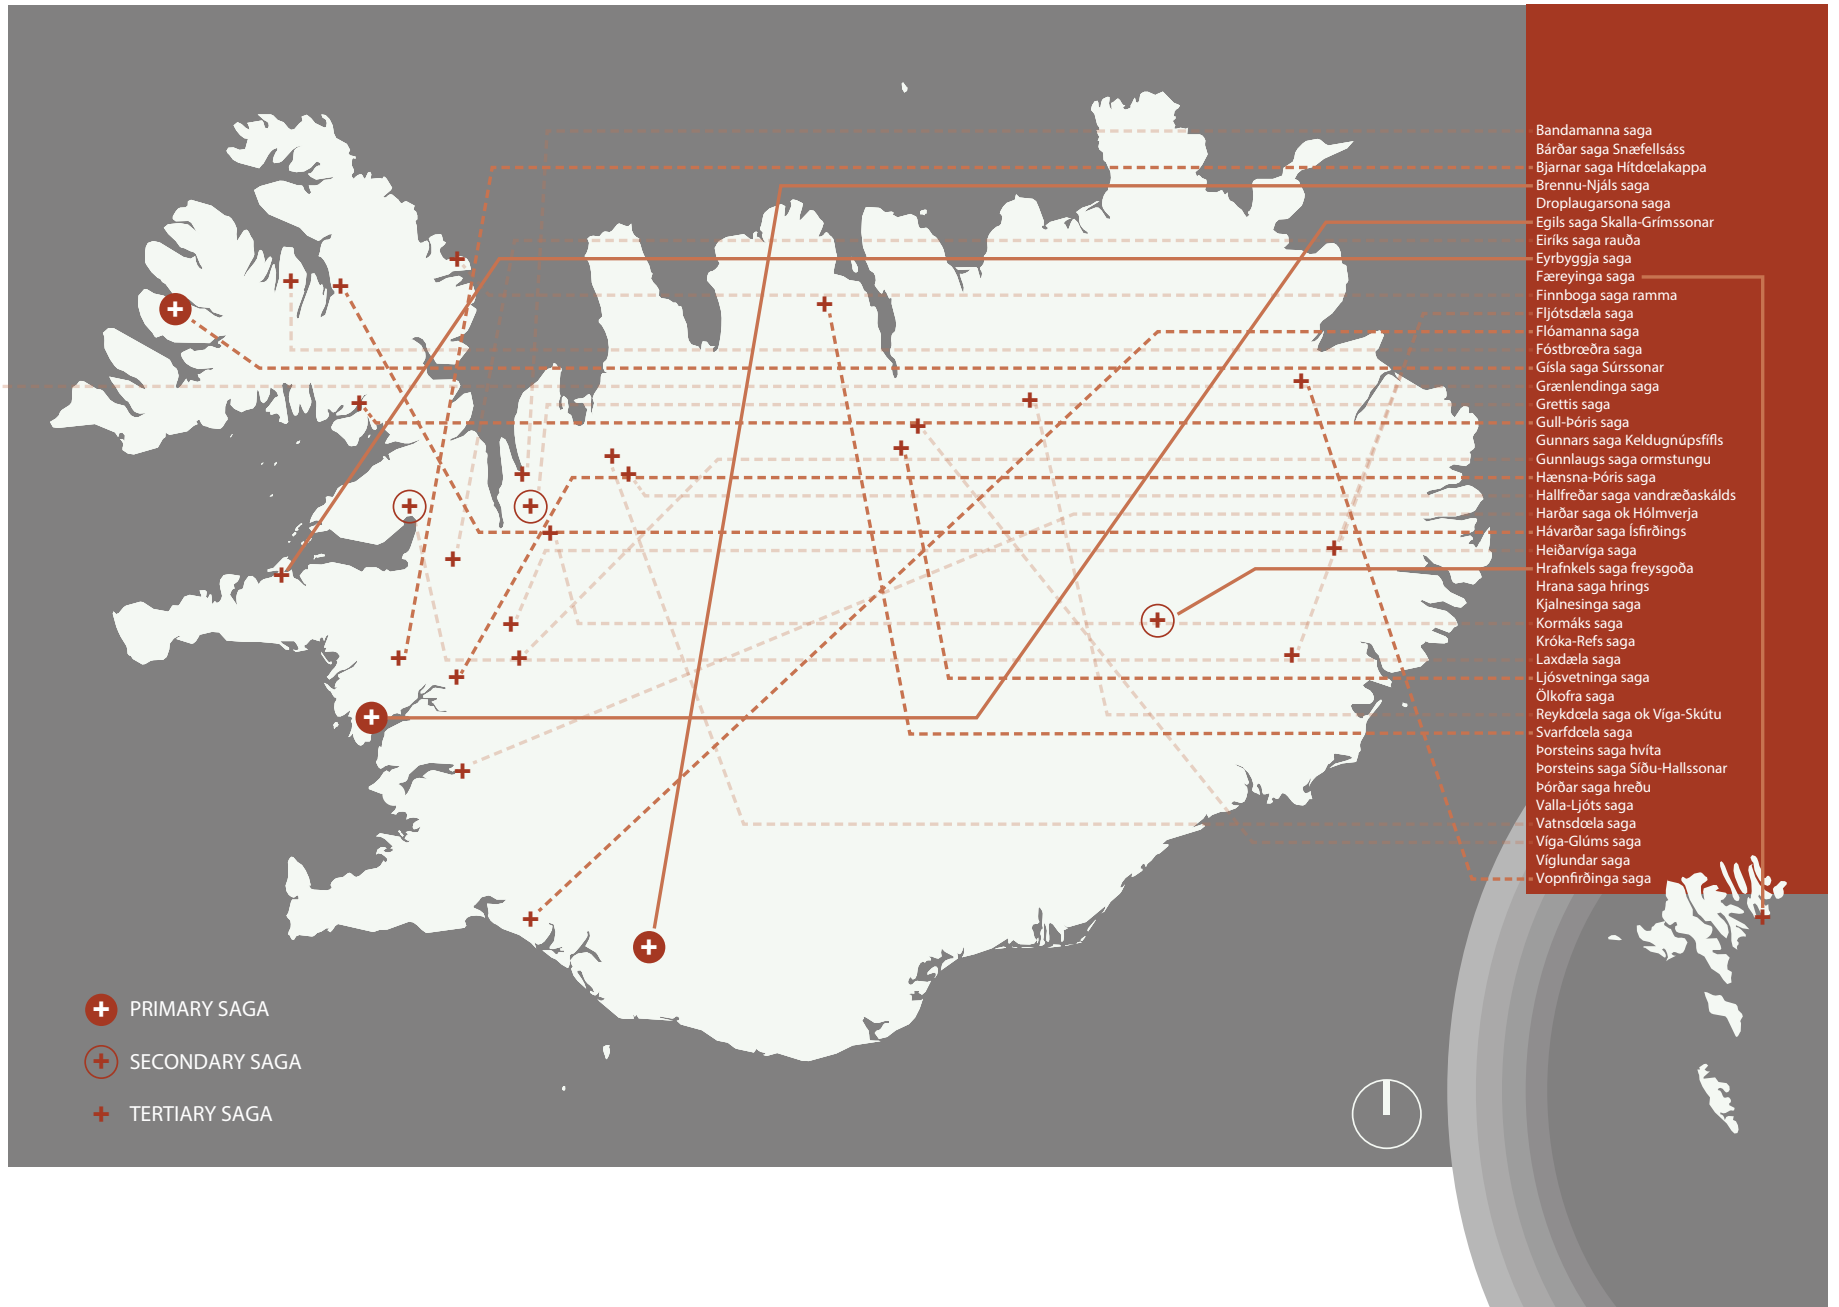 Bandamanna saga
Bárðar saga Snæfellsáss
Bjarnar saga Hítdœlakappa
Brennu-Njáls saga
Droplaugarsona saga
Egils saga Skalla-Grímssonar
Eiríks saga rauða
Eyrbyggja saga
Færeyinga saga
Finnboga saga ramma
Fljótsdæla saga
Flóamanna saga
Fóstbrœðra saga
Gísla saga Súrssonar
Grænlendinga saga
Grettis saga
Gull-Þóris saga
Gunnars saga Keldugnúpsfífls
Gunnlaugs saga ormstungu
Hænsna-Þóris saga
Hallfreðar saga vandræðaskálds
Harðar saga ok Hólmverja
Hávarðar saga Ísfirðings
Heiðarvíga saga
Hrafnkels saga freysgoða
Hrana saga hrings
Kjalnesinga saga
Kormáks saga
Króka-Refs saga
Laxdæla saga
Ljósvetninga saga
Ölkofra saga
Reykdœla saga ok Víga-Skútu
Svarfdœla saga
Þorsteins saga hvíta
Þorsteins saga Síðu-Hallssonar
Þórðar saga hreðu
Valla-Ljóts saga
Vatnsdœla saga
Víga-Glúms saga
Víglundar saga
Vopnfirðinga saga
PRIMARY SAGA
SECONDARY SAGA
TERTIARY SAGA